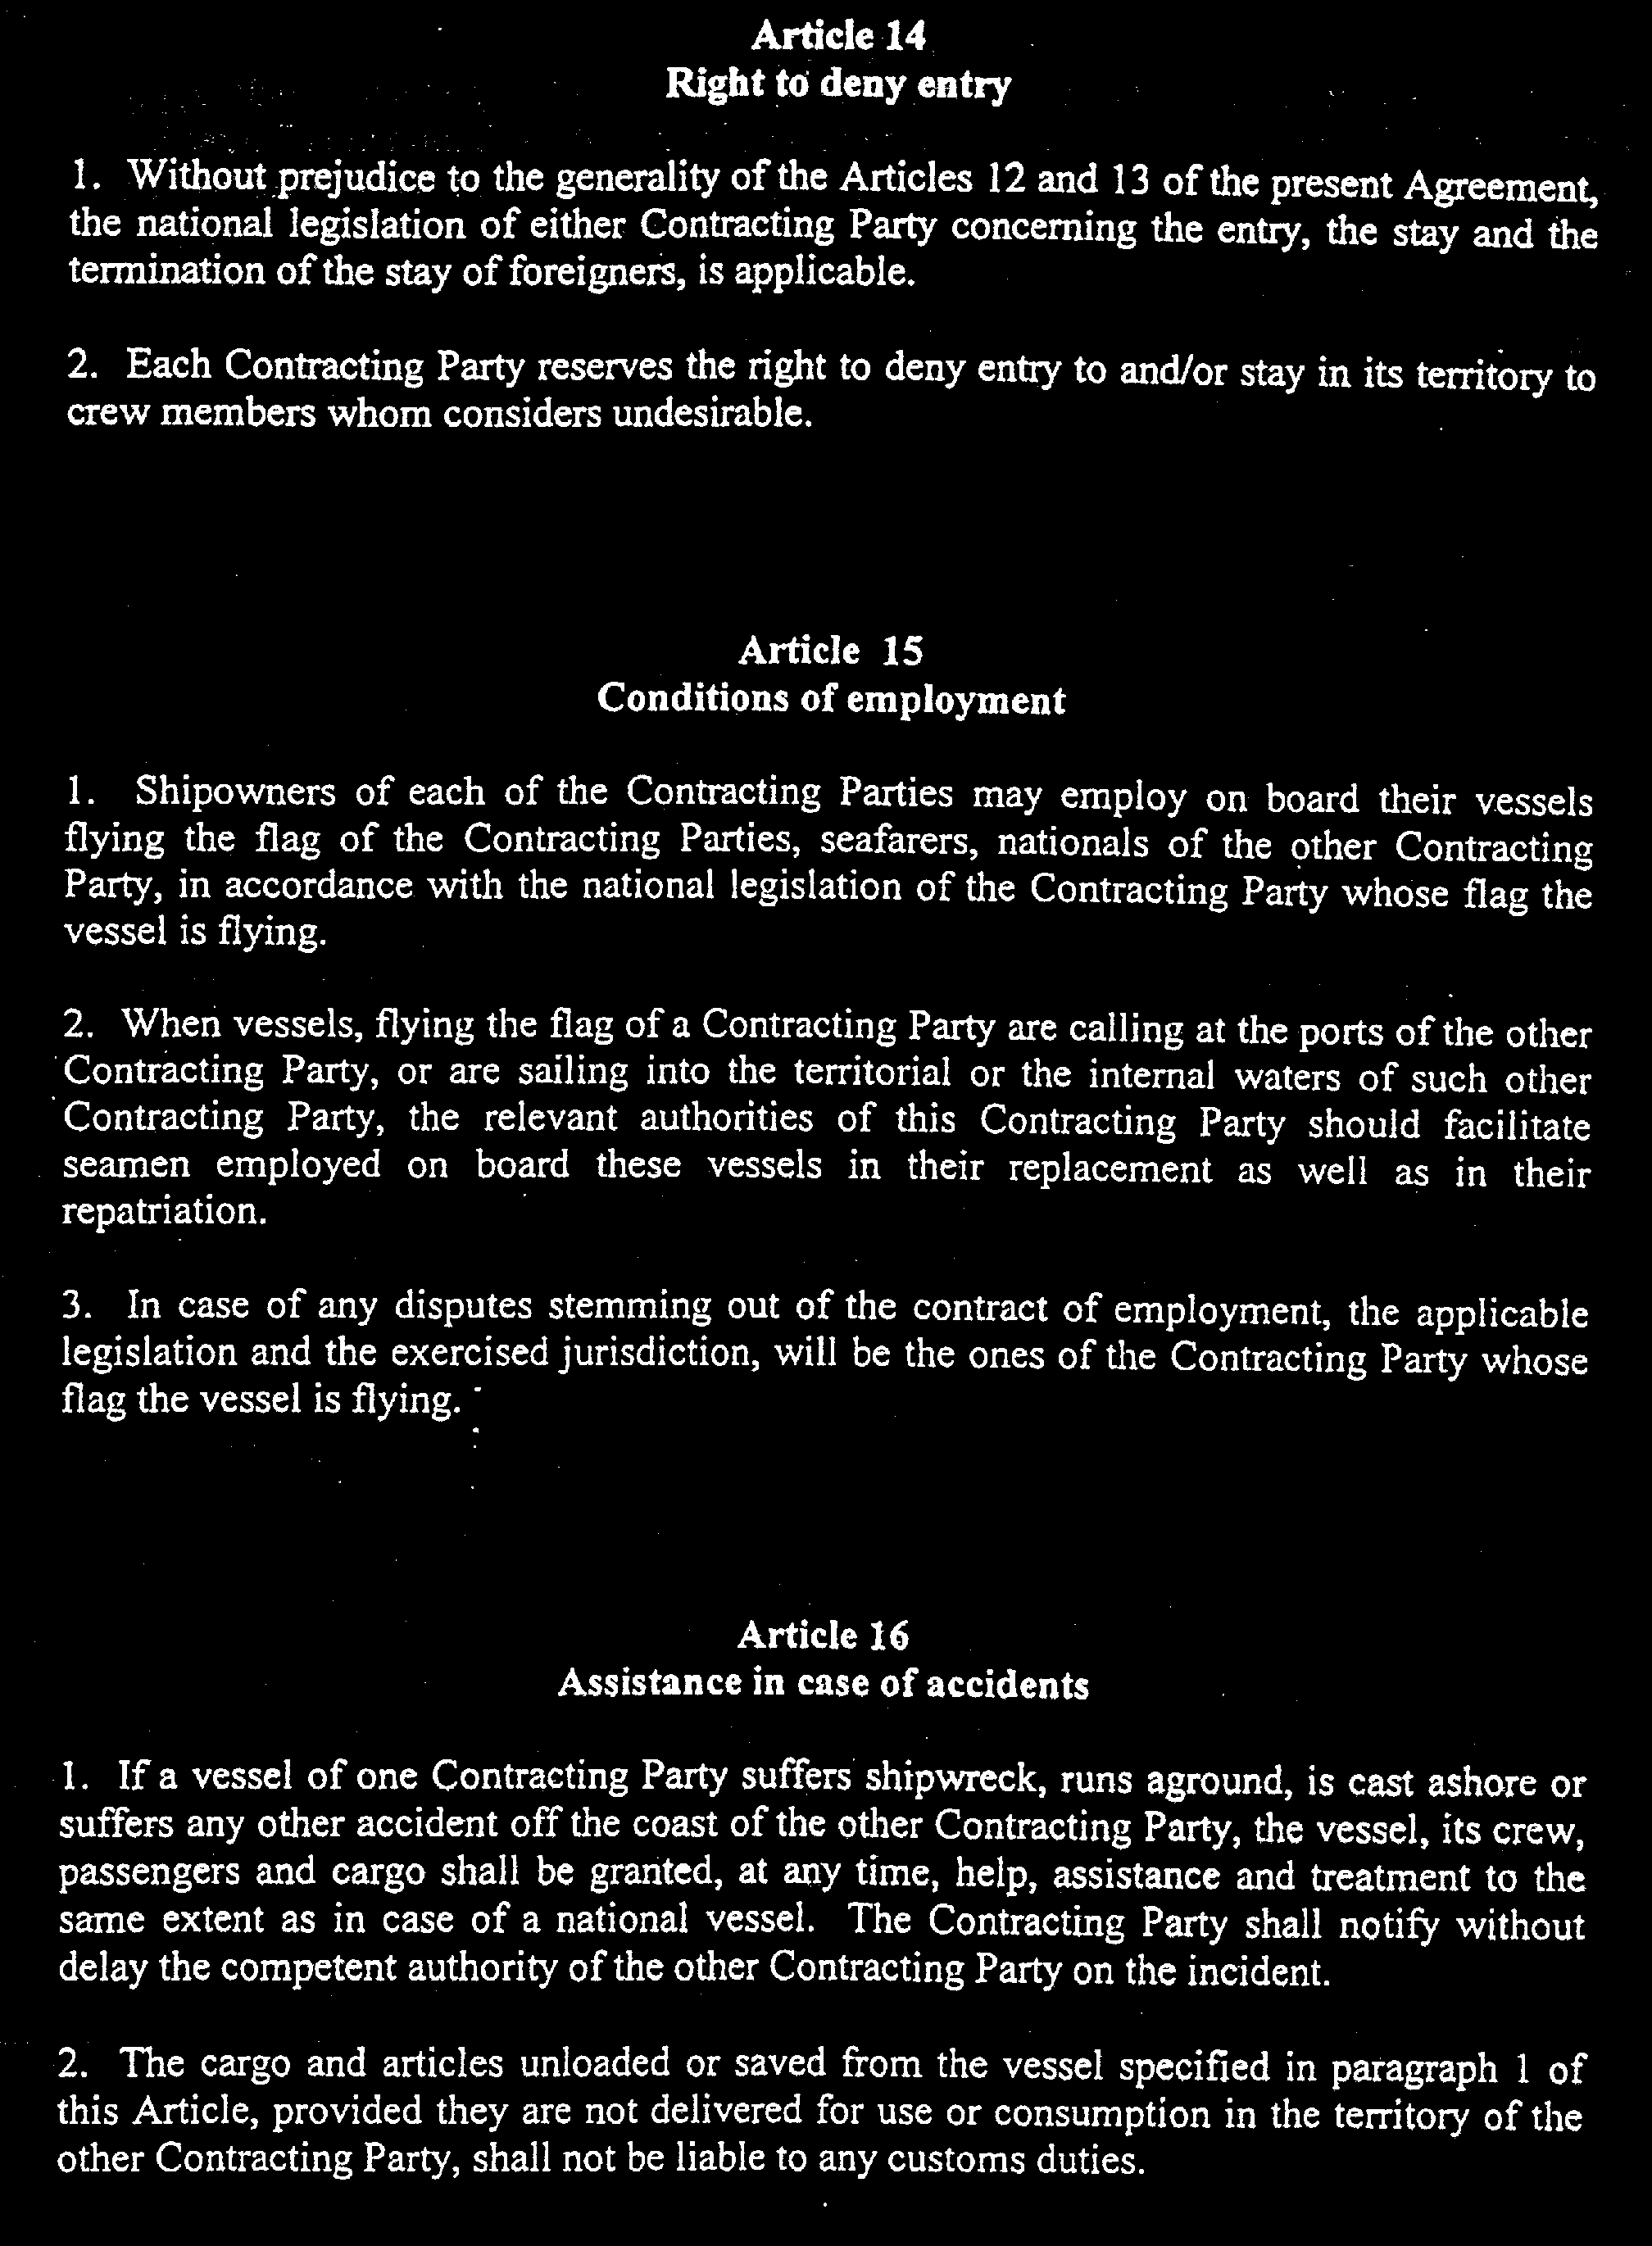 Article 14
Right to deny entry
1. Without prejudice to the generality of the Articles 12 and 13 of the present Agreement,
the national legislation of either Contracting Party concerning the entry, the stay and the
termination of the stay of foreigners, is applicable.
2. Each Contracting Party reserves the right to deny entry to and/or stay in its territory to
crew members whom considers undesirable.
Article 15
Conditions of employment
1. Shipowners of each of the Contracting Parties may employ on board their vessels
flying the flag of the Contracting Parties, seafarers, nationals of the other Contracting
Party, in accordance with the national legislation of the Contracting Party whose flag the
vessel is flying.
2. When vessels, flying the flag of a Contracting Party are calling at the ports of the other
Contracting Party, or are sailing into the territorial or the internal waters of such other
Contracting Party, the relevant authorities of this Contracting Party should facilitate
seamen employed on board these vessels in their replacement as well as in their
repatriation.
3. In case of any disputes stemming out of the contract of employment, the applicable
legislation and the exercised jurisdiction, will be the ones of the Contracting Party whose
flag the vessel is flying.
Article 16
Assistance in case of accidents
1. If a vessel of one Contracting Party suffers shipwreck, runs aground, is cast ashore or
suffers any other accident off the coast of the other Contracting Party, the vessel, its crew,
passengers and cargo shall be granted, at any time, help, assistance and treatment to the
same extent as in case of a national vessel. The Contracting Party shall notify without
delay the competent authority of the other Contracting Party on the incident.
2. The cargo and articles unloaded or saved from the vessel specified in paragraph 1 of
this Article, provided they are not delivered for use or consumption in the territory of the
other Contracting Party, shall not be liable to any customs duties.